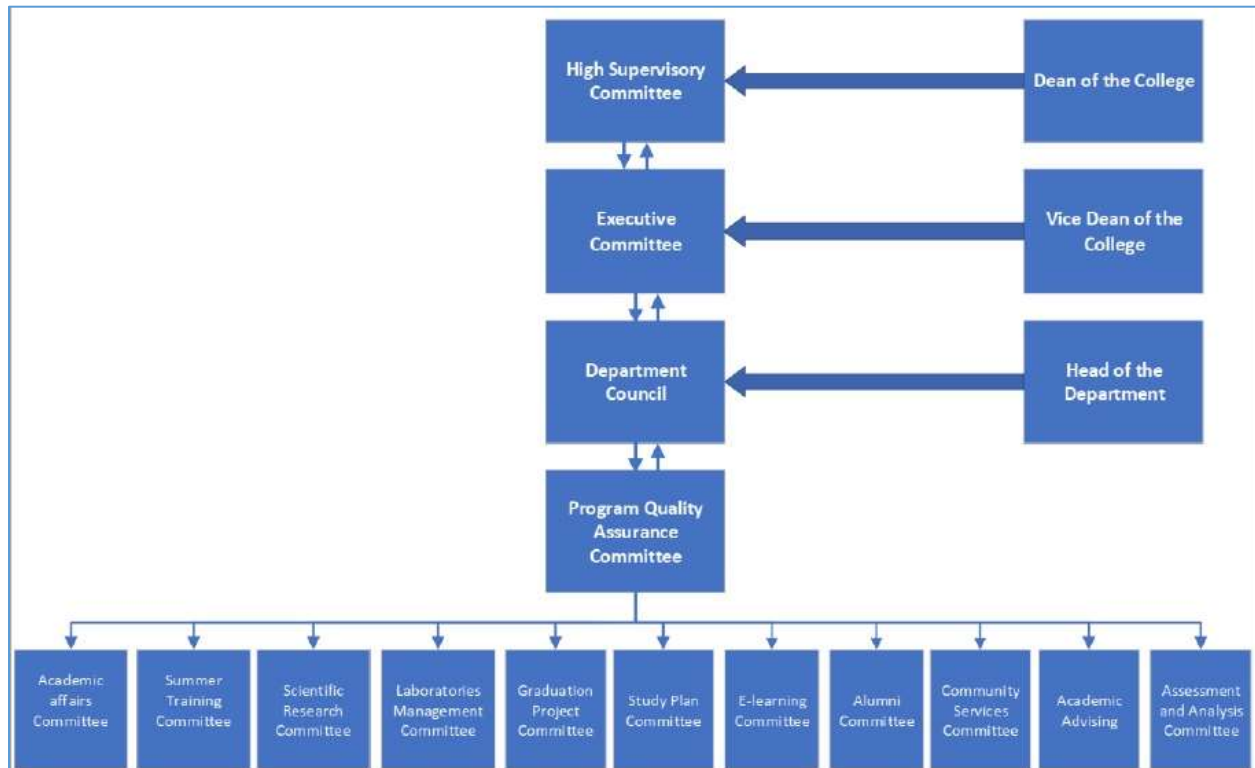 High Supervisory
Committee
Dean of the College
Executive
Committee
Vice Dean of the
College
Department
Council
Head of the
Department
Program Quality
Assurance
Committee
Academic
affairs
Committee
Summer
Training
Committee
Scientific
Research
Committee
Laboratories
Management
Committee
Graduation
Project
Committee
Study Plan
Committee
E-learning
Committee
Alumni
Committee
Community
Services
Committee
Academic
Advising
Assessment
and Analysis
Committee